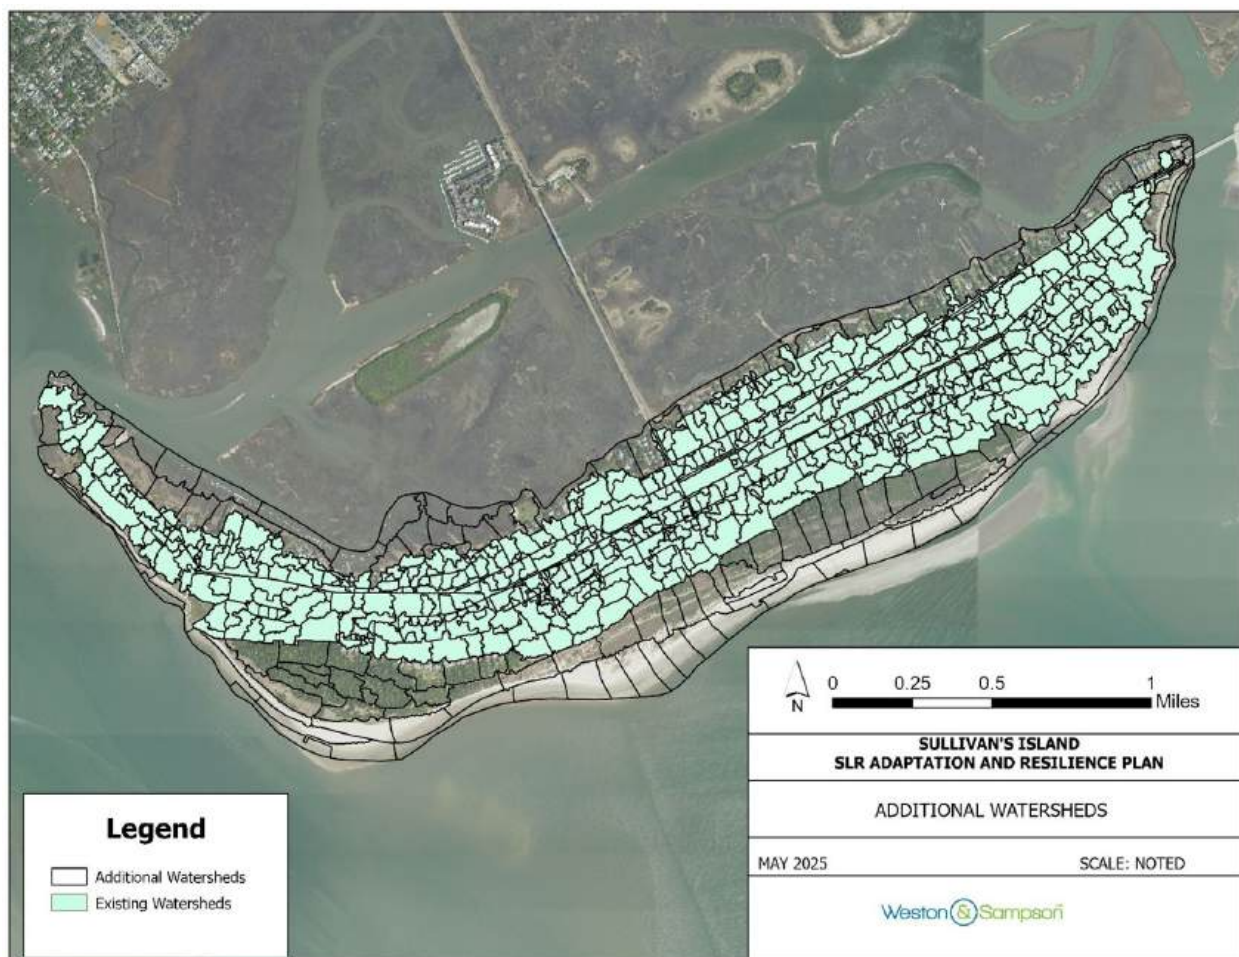 N
0 0.25 0.5 1
Miles
SULLIVAN'S ISLAND
SLR ADAPTATION AND RESILIENCE PLAN
ADDITIONAL WATERSHEDS
MAY 2025 SCALE: NOTED
Weston & Sampson
Legend
Additional Watersheds
Existing Watersheds